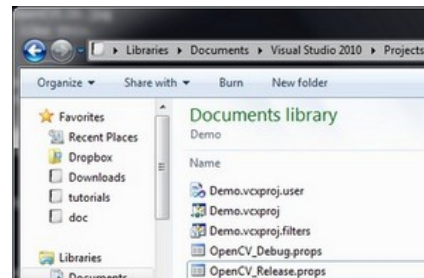 Libraries ▸ Documents ▸ Visual Studio 2010 ▸ Projects
Organize Share with Burn New folder
Favorites
Recent Places
Dropbox
Downloads
tutorials
doc
Libraries
Documents
Documents library
Demo
Name
Demo.vcxproj.user
Demo.vcxproj
Demo.vcxproj.filters
OpenCV_Debug.props
OpenCV_Release.props